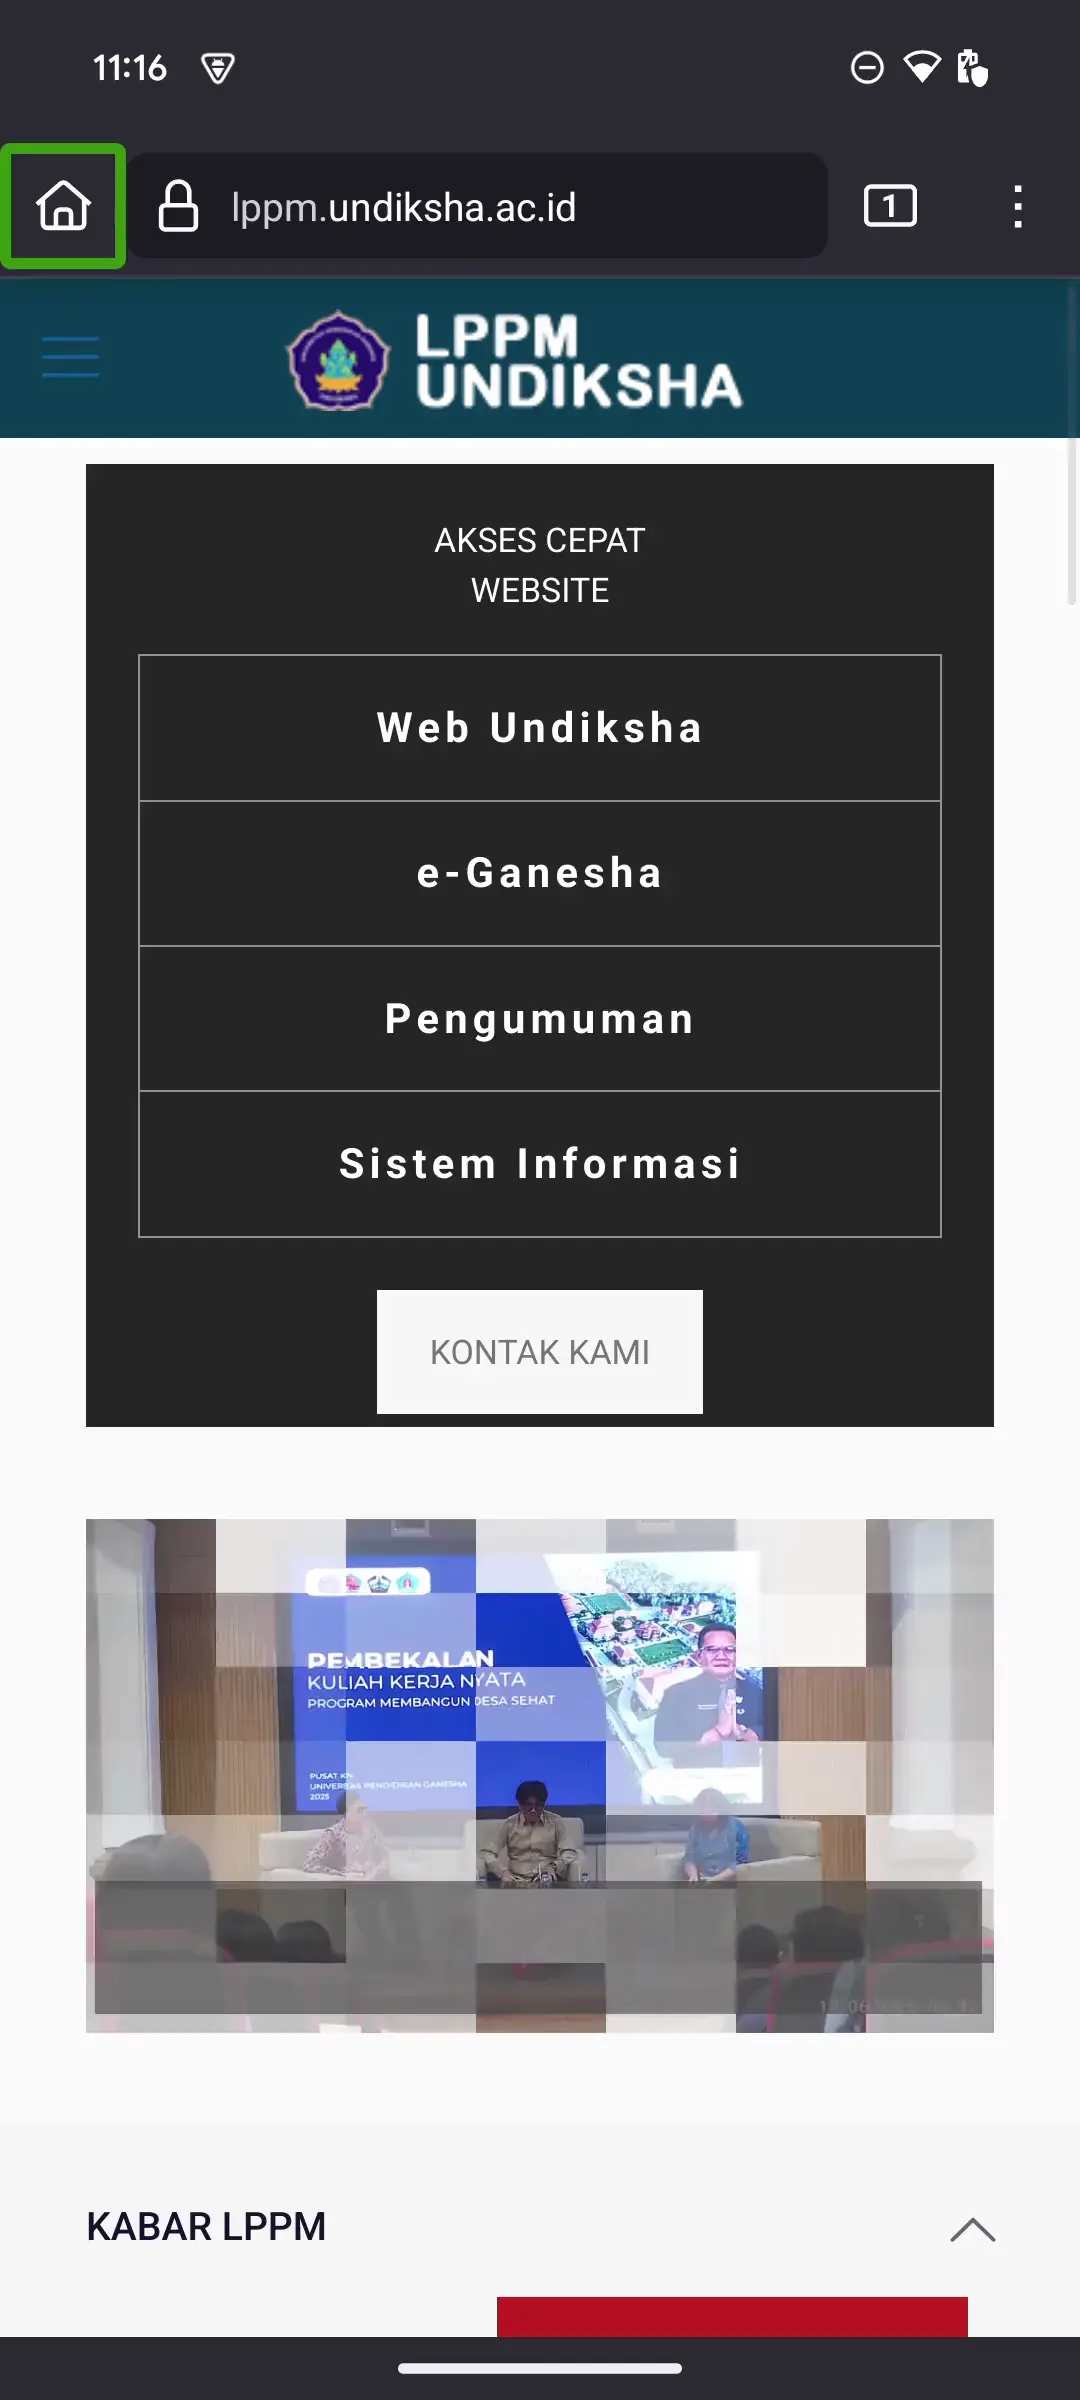 11:16
lppm.undiksha.ac.id
1
LPPM
UNDIKSHA
AKSES CEPAT
WEBSITE
Web Undiksha
e-Ganesha
Pengumuman
Sistem Informasi
KONTAK KAMI
PEMBEKALAN
KULIAH KERJA NYATA
PROGRAM MEMBANGUN DESA SEHAT
PUSAT KN
UNIVERSITAS PENDIDIKAN GANESHA
2025
KABAR LPPM